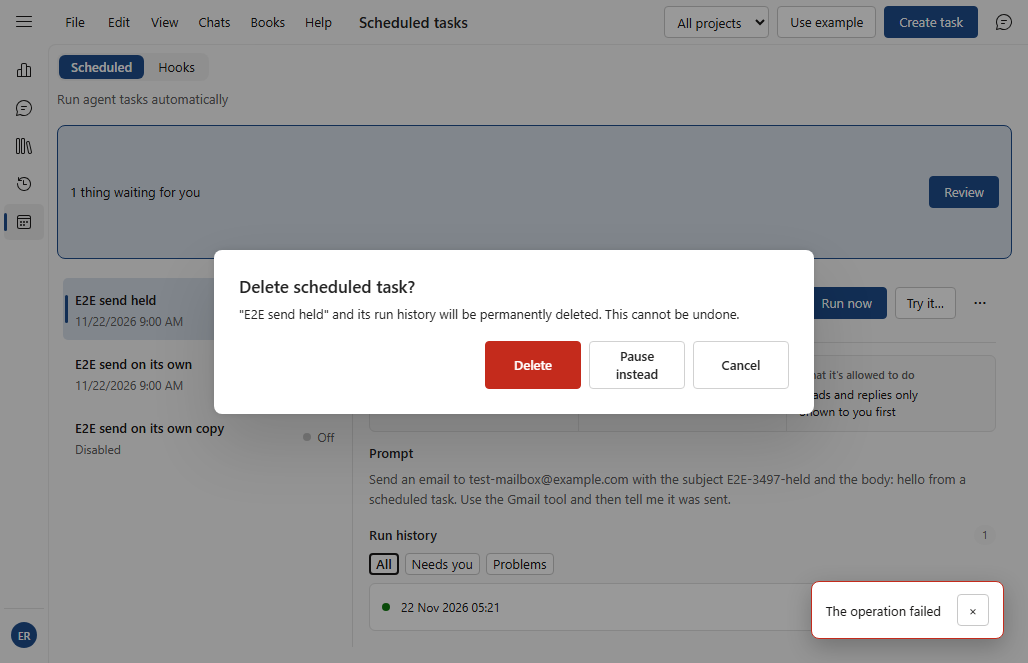 File Edit View Chats Books Help Scheduled tasks All projects Use example Create task
Scheduled Hooks
Run agent tasks automatically
1 thing waiting for you Review
Delete scheduled task?
"E2E send held" and its run history will be permanently deleted. This cannot be undone.
Delete Pause instead Cancel
E2E send held
11/22/2026 9:00 AM
E2E send on its own
11/22/2026 9:00 AM
E2E send on its own copy
Disabled
Off
Run now Try it... ...
it's allowed to do
and replies only
to you first
Prompt
Send an email to test-mailbox@example.com with the subject E2E-3497-held and the body: hello from a
scheduled task. Use the Gmail tool and then tell me it was sent.
Run history 1
All Needs you Problems
22 Nov 2026 05:21
The operation failed ×
ER